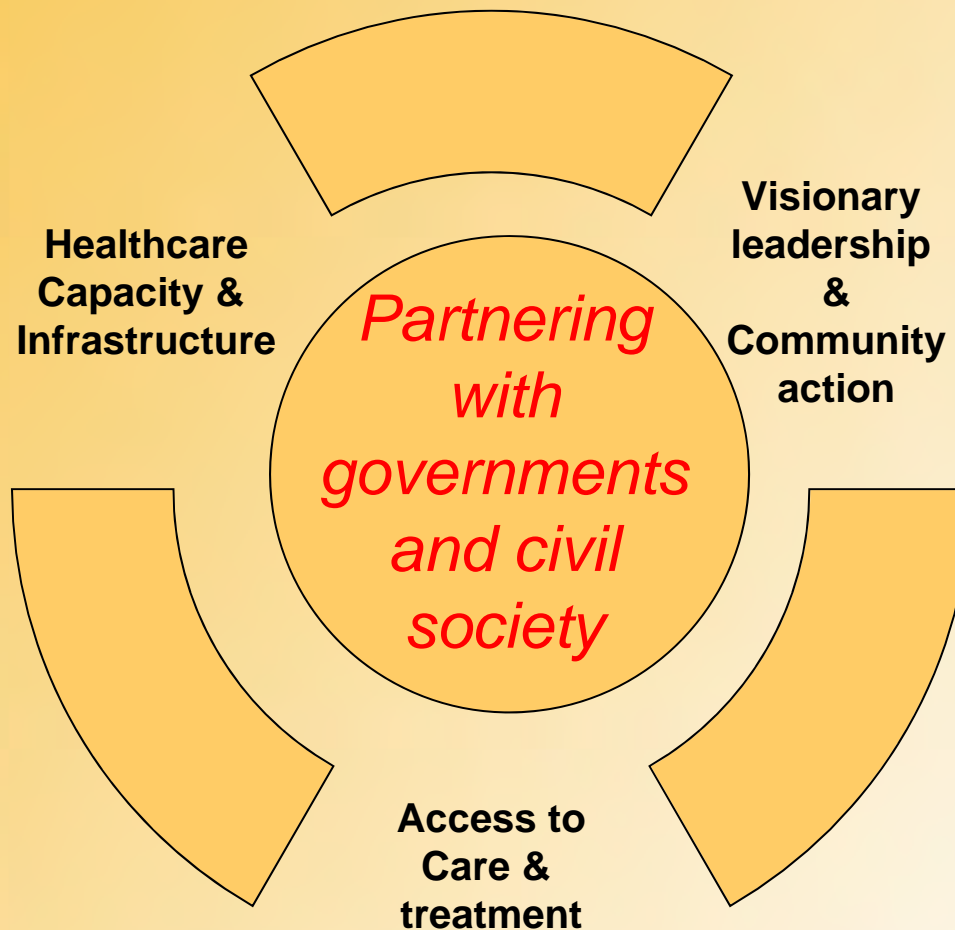 Healthcare
Capacity &
Infrastructure
Visionary
leadership
&
Community
action
Partnering
with
governments
and civil
society
Access to
Care &
treatment